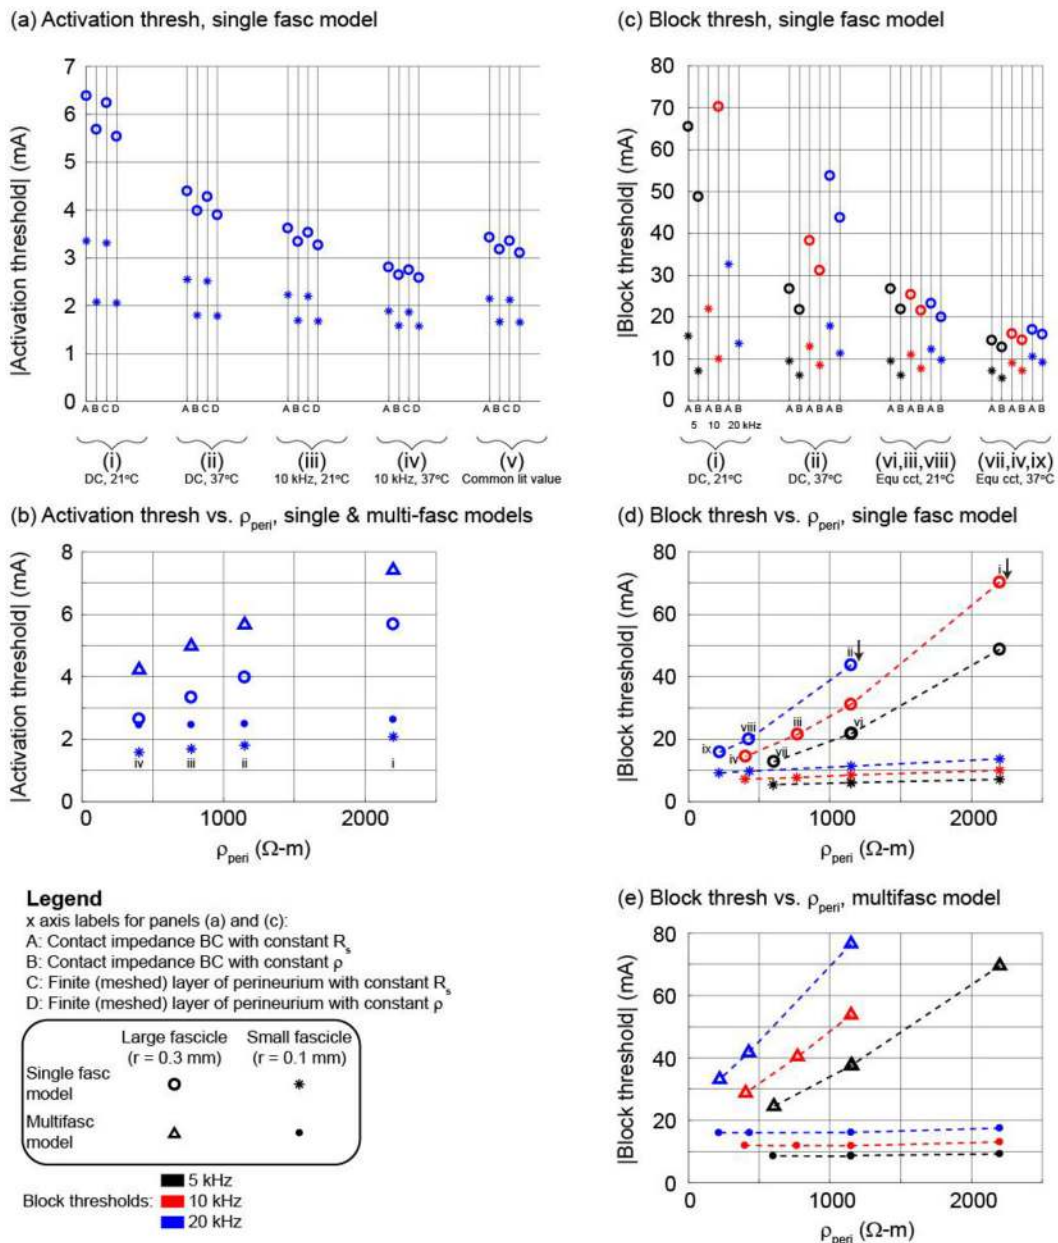 (a) Activation thresh, single fasc model
|Activation threshold| (mA)
7
6
5
4
3
2
1
0
A B C D A B C D A B C D A B C D A B C D
(i) (ii) (iii) (iv) (v)
DC, 21°C DC, 37°C 10 kHz, 21°C 10 kHz, 37°C Common lit value
(b) Activation thresh vs. ρperi, single & multi-fasc models
|Activation threshold| (mA)
8
6
4
2
0
iv iii ii i
0 1000 2000
ρperi (Ω-m)
Legend
x axis labels for panels (a) and (c):
A: Contact impedance BC with constant Rs
B: Contact impedance BC with constant ρ
C: Finite (meshed) layer of perineurium with constant Rs
D: Finite (meshed) layer of perineurium with constant ρ
Large fascicle Small fascicle
(r = 0.3 mm) (r = 0.1 mm)
Single fasc
model
Multifasc
model
Block thresholds:
5 kHz
10 kHz
20 kHz
(c) Block thresh, single fasc model
|Block threshold| (mA)
80
70
60
50
40
30
20
10
0
A B A B A B A B A B A B A B A B A B A B A B A B
5 10 20 kHz
(i) (ii) (vi,iii,viii) (vii,iv,ix)
DC, 21°C DC, 37°C Equ cct, 21°C Equ cct, 37°C
(d) Block thresh vs. ρperi, single fasc model
|Block threshold| (mA)
80
60
40
20
0
i
ii
ix viii iii vi
iv vii
0 1000 2000
ρperi (Ω-m)
(e) Block thresh vs. ρperi, multifasc model
|Block threshold| (mA)
80
60
40
20
0
0 1000 2000
ρperi (Ω-m)